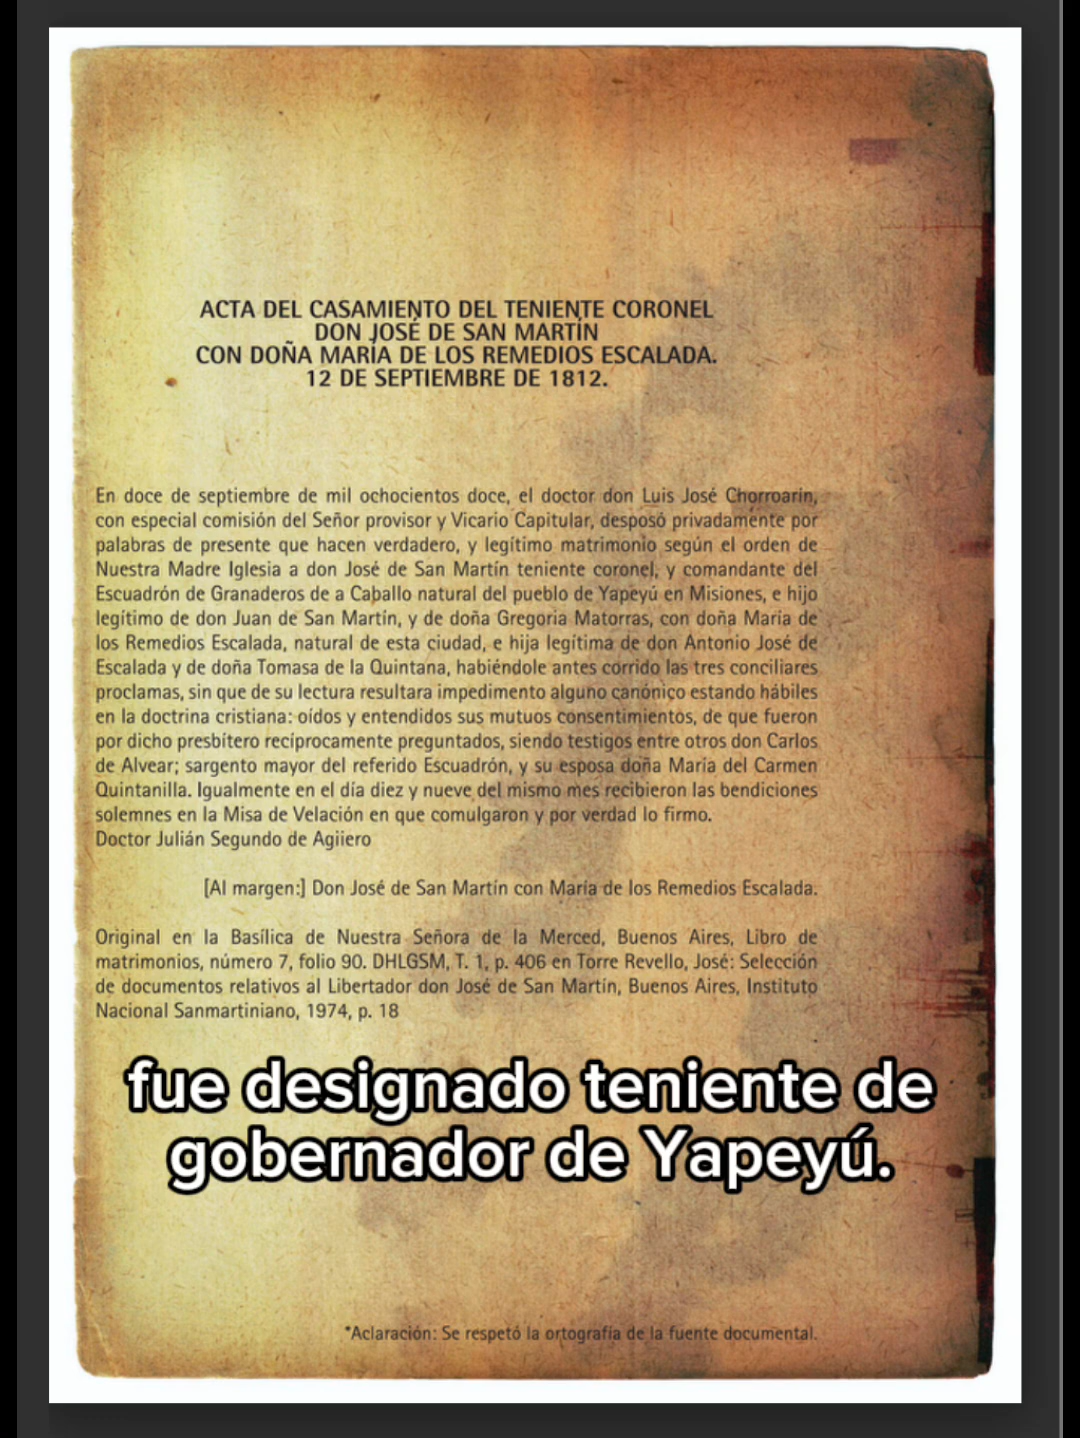 ACTA DEL CASAMIENTO DEL TENIENTE CORONEL
DON JOSÉ DE SAN MARTÍN
CON DOÑA MARÍA DE LOS REMEDIOS ESCALADA.
12 DE SEPTIEMBRE DE 1812.
En doce de septiembre de mil ochocientos doce, el doctor don Luis José Chorroarín,
con especial comisión del Señor provisor y Vicario Capitular, desposó privadamente por
palabras de presente que hacen verdadero, y legítimo matrimonio según el orden de
Nuestra Madre Iglesia a don José de San Martín teniente coronel, y comandante del
Escuadrón de Granaderos de a Caballo natural del pueblo de Yapeyú en Misiones, e hijo
legítimo de don Juan de San Martín, y de doña Gregoria Matorras, con doña María de
los Remedios Escalada, natural de esta ciudad, e hija legítima de don Antonio José de
Escalada y de doña Tomasa de la Quintana, habiéndole antes corrido las tres conciliares
proclamas, sin que de su lectura resultara impedimento alguno canónico estando hábiles
en la doctrina cristiana: oídos y entendidos sus mutuos consentimientos, de que fueron
por dicho presbítero recíprocamente preguntados, siendo testigos entre otros don Carlos
de Alvear; sargento mayor del referido Escuadrón, y su esposa doña María del Carmen
Quintanilla. Igualmente en el día diez y nueve del mismo mes recibieron las bendiciones
solemnes en la Misa de Velación en que comulgaron y por verdad lo firmo.
Doctor Julián Segundo de Agüero
[Al margen:] Don José de San Martín con María de los Remedios Escalada.
Original en la Basílica de Nuestra Señora de la Merced, Buenos Aires, Libro de
matrimonios, número 7, folio 90. DHLGSM, T. 1, p. 406 en Torre Revello, José: Selección
de documentos relativos al Libertador don José de San Martín, Buenos Aires, Instituto
Nacional Sanmartiniano, 1974, p. 18
fue designado teniente de
gobernador de Yapeyú.
*Aclaración: Se respetó la ortografía de la fuente documental.